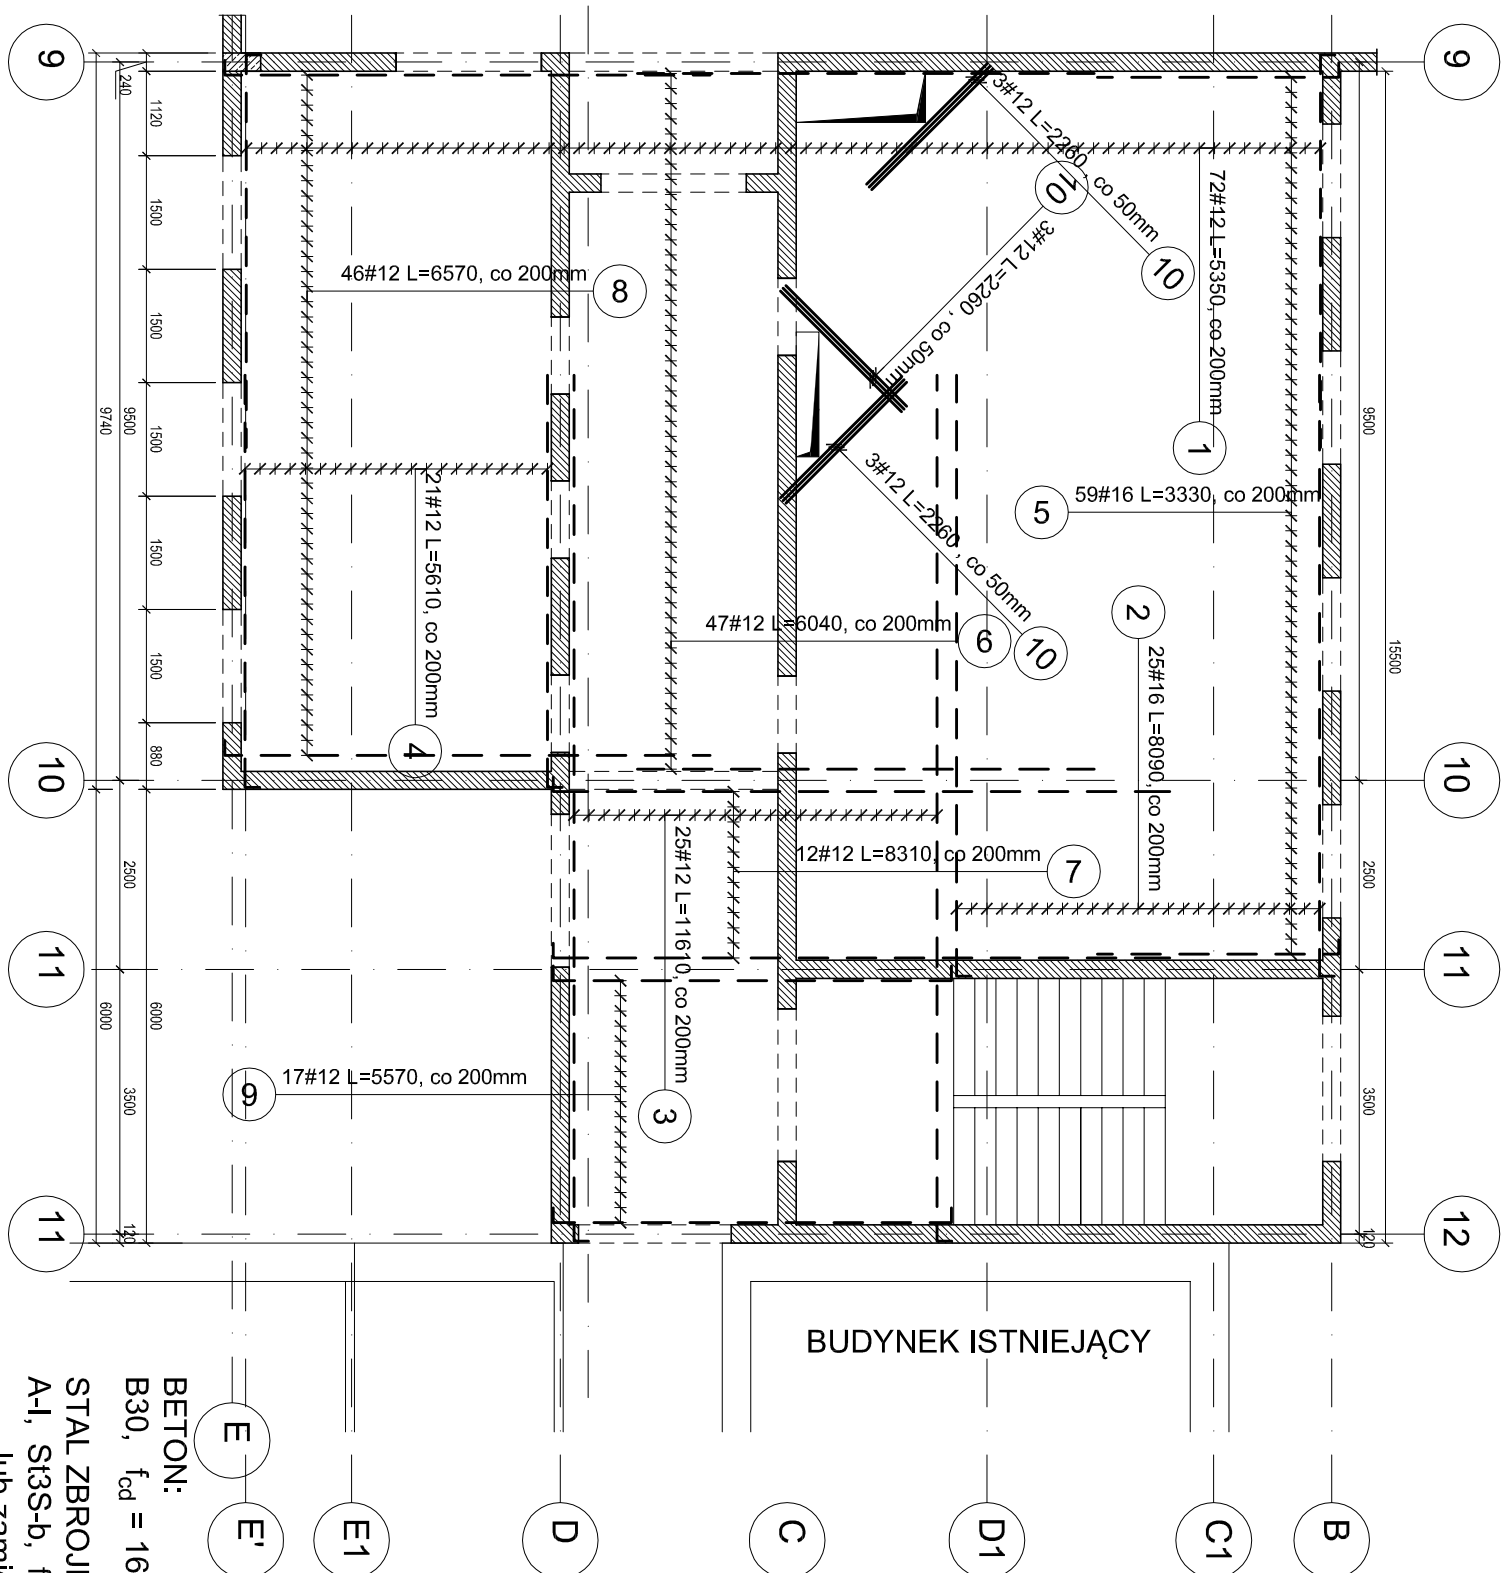 9
9
240
1120
1500
1500
1500
1500
1500
880
9500
9740
2500
6000
6000
3500
120
9500
15500
2500
3500
120
3#12 L=2260, co 50mm
10
3#12 L=2260, co 50mm
10
72#12 L=5350, co 200mm
1
46#12 L=6570, co 200mm
8
59#16 L=3330, co 200mm
5
21#12 L=5610, co 200mm
4
3#12 L=2260, co 50mm
10
47#12 L=6040, co 200mm
6
2
25#16 L=8090, co 200mm
10
10
12#12 L=8310, co 200mm
7
25#12 L=11610, co 200mm
3
11
11
17#12 L=5570, co 200mm
9
11
12
BUDYNEK ISTNIEJĄCY
E
E'
E1
D
C
D1
C1
B
BETON:
B30, fcd = 16
STAL ZBROJ
A-I, St3S-b, f
lub zami